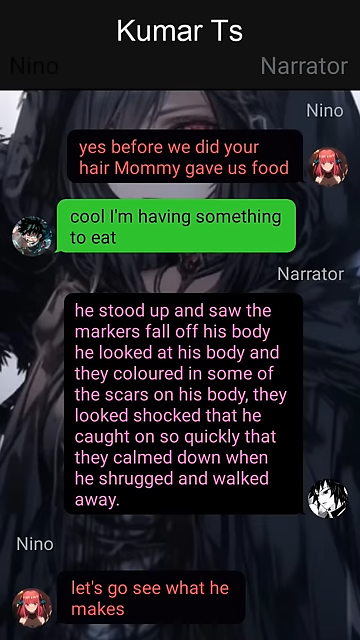 Kumar Ts
Nino
Narrator
Nino
yes before we did your
hair Mommy gave us food
cool I'm having something
to eat
Narrator
he stood up and saw the
markers fall off his body
he looked at his body and
they coloured in some of
the scars on his body, they
looked shocked that he
caught on so quickly that
they calmed down when
he shrugged and walked
away.
Nino
let's go see what he
makes